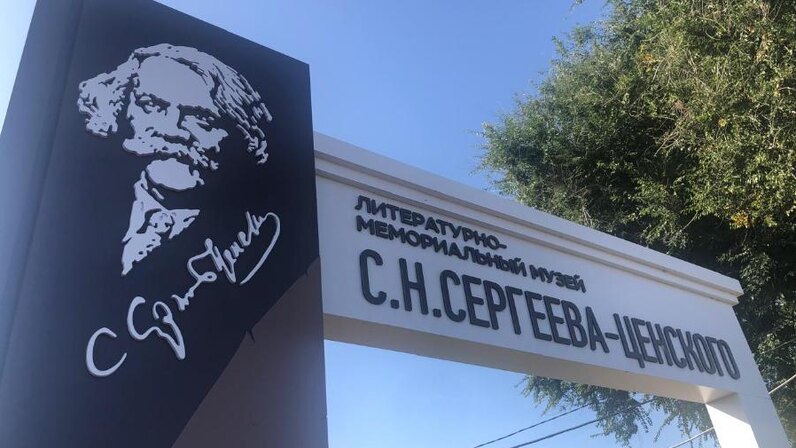 ЛИТЕРАТУРНО-
МЕМОРИАЛЬНЫЙ МУЗЕЙ
С.Н.СЕРГЕЕВА-ЦЕНСКОГО